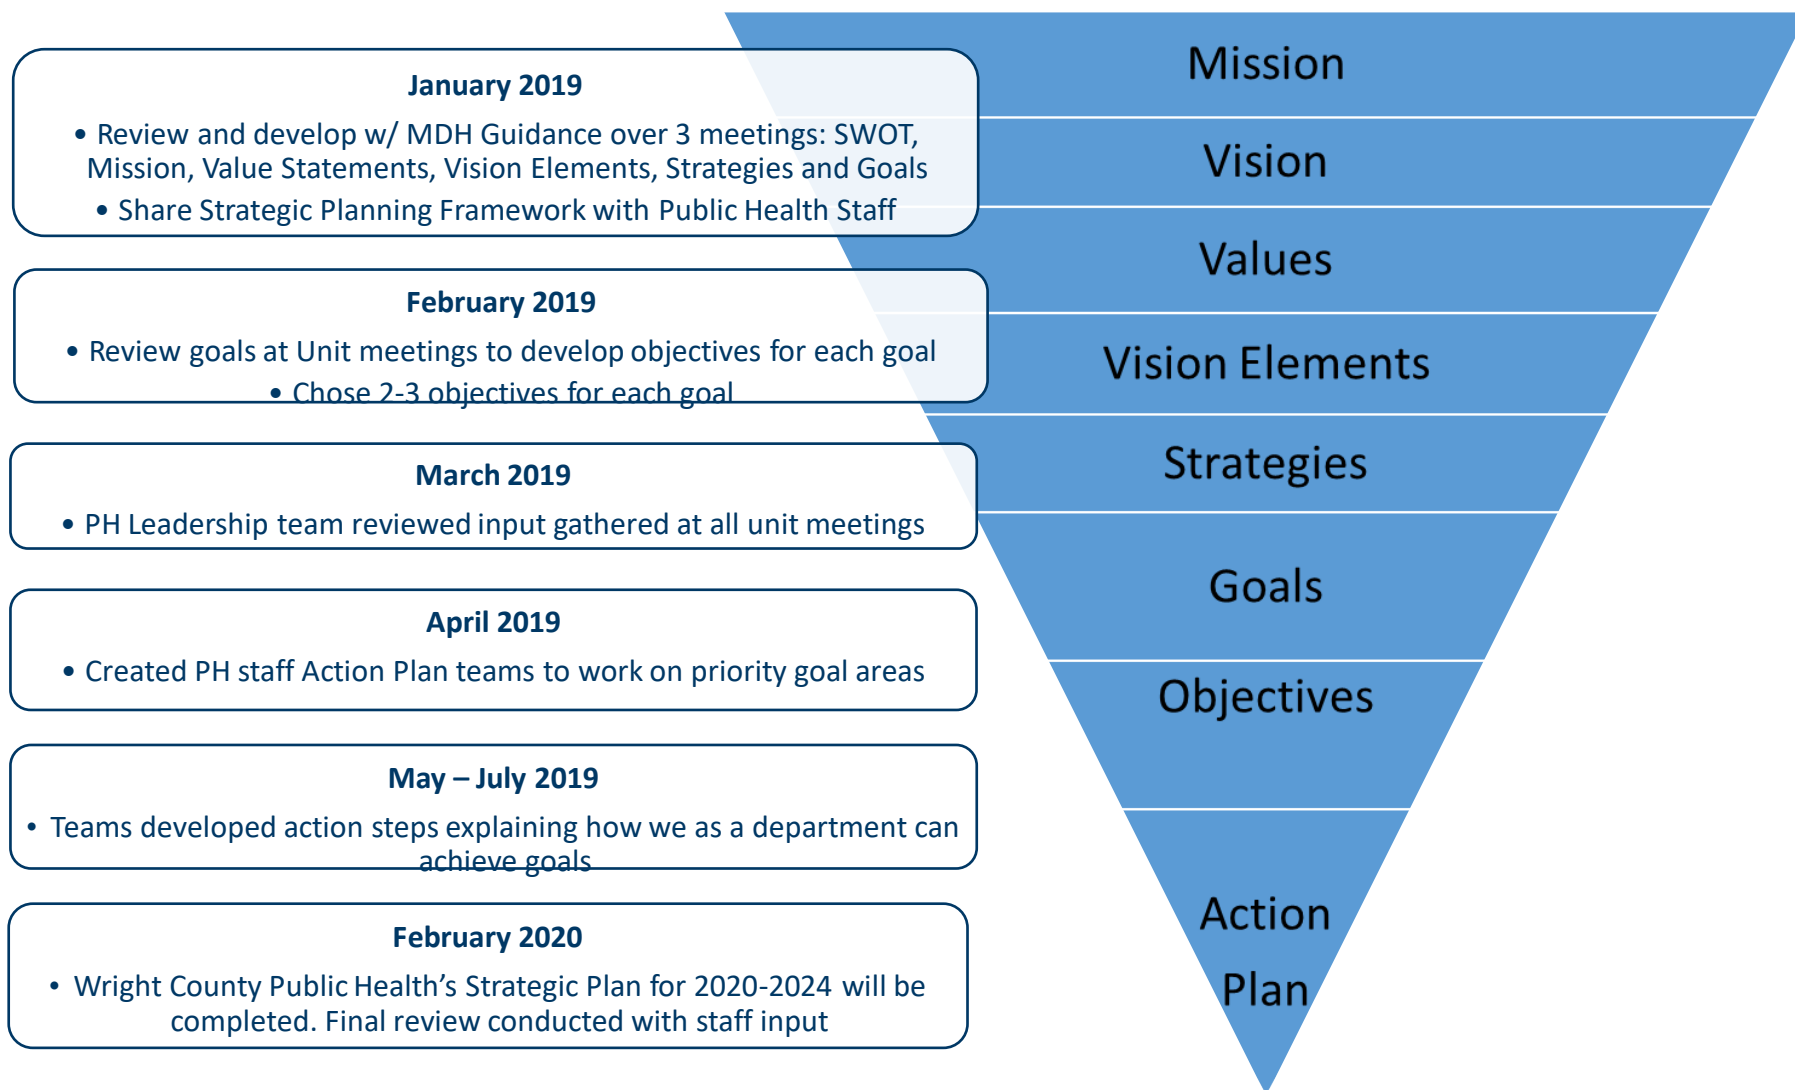 January 2019
• Review and develop w/ MDH Guidance over 3 meetings: SWOT,
Mission, Value Statements, Vision Elements, Strategies and Goals
• Share Strategic Planning Framework with Public Health Staff
February 2019
• Review goals at Unit meetings to develop objectives for each goal
• Chose 2-3 objectives for each goal
March 2019
• PH Leadership team reviewed input gathered at all unit meetings
April 2019
• Created PH staff Action Plan teams to work on priority goal areas
May – July 2019
• Teams developed action steps explaining how we as a department can
achieve goals
February 2020
• Wright County Public Health’s Strategic Plan for 2020-2024 will be
completed. Final review conducted with staff input
Mission
Vision
Values
Vision Elements
Strategies
Goals
Objectives
Action
Plan